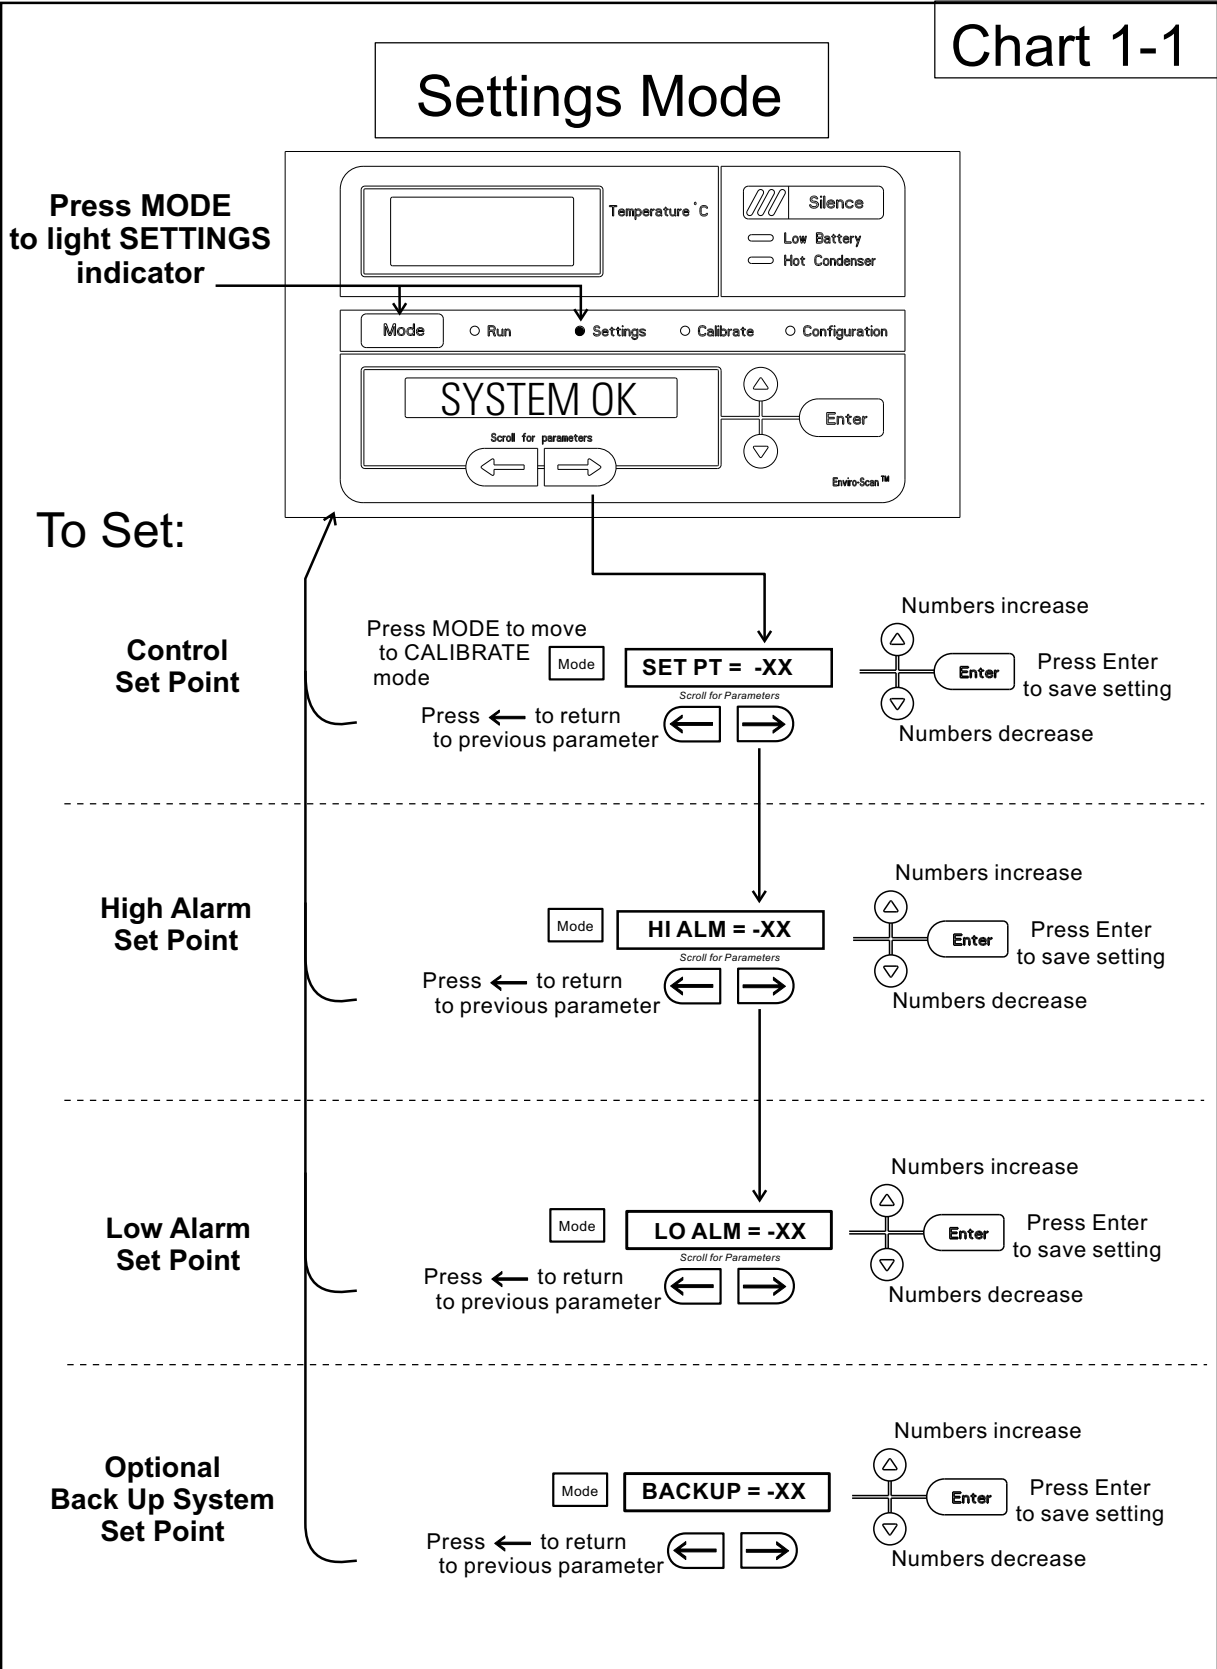 Chart 1-1
Settings Mode
Press MODE
to light SETTINGS
indicator
Temperature °C
Silence
Low Battery
Hot Condenser
Mode
Run
Settings
Calibrate
Configuration
SYSTEM OK
Scroll for parameters
Enter
Enviro-Scan TM
To Set:
Control
Set Point
Press MODE to move
to CALIBRATE
mode
Mode
SET PT = -XX
Scroll for Parameters
Press ← to return
to previous parameter
Numbers increase
Enter
Press Enter
to save setting
Numbers decrease
High Alarm
Set Point
Mode
HI ALM = -XX
Scroll for Parameters
Press ← to return
to previous parameter
Numbers increase
Enter
Press Enter
to save setting
Numbers decrease
Low Alarm
Set Point
Mode
LO ALM = -XX
Scroll for Parameters
Press ← to return
to previous parameter
Numbers increase
Enter
Press Enter
to save setting
Numbers decrease
Optional
Back Up System
Set Point
Mode
BACKUP = -XX
Press ← to return
to previous parameter
Numbers increase
Enter
Press Enter
to save setting
Numbers decrease